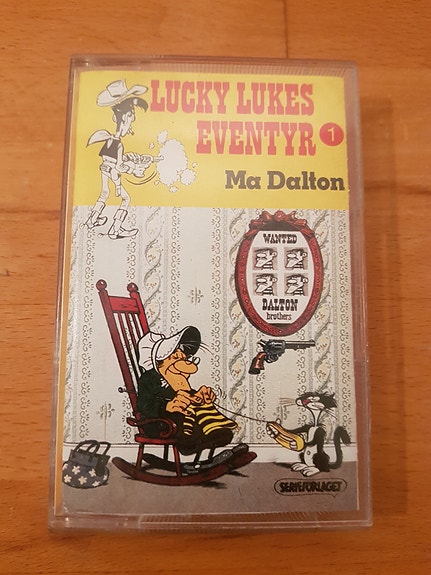 LUCKY LUKES
EVENTYR 1
Ma Dalton
WANTED
DALTON
brothers
SERIEFORLAGET